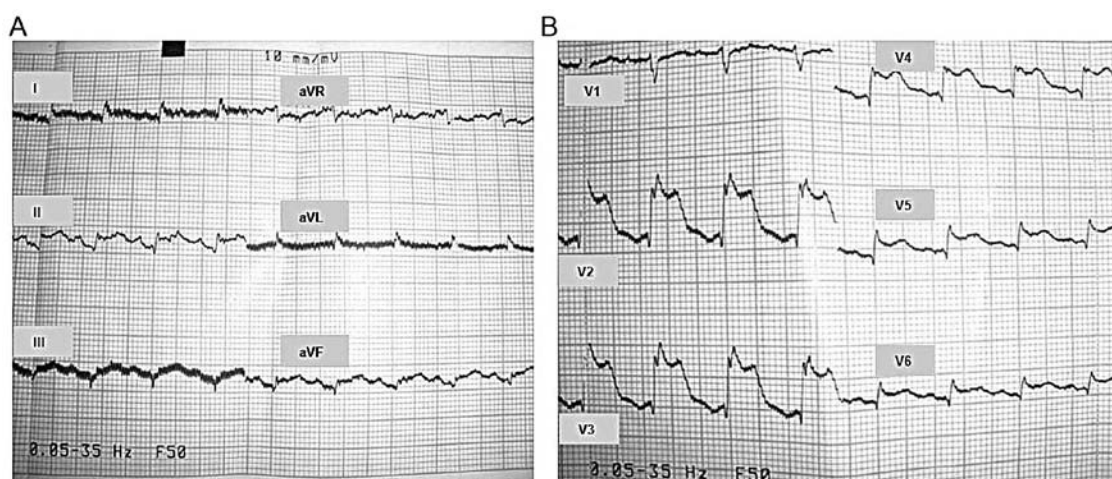 A
10 mm/mV
I
aVR
II
aVL
III
aVF
0.05-35 Hz F50
B
V1
V4
V2
V5
V3
V6
0.05-35 Hz F50